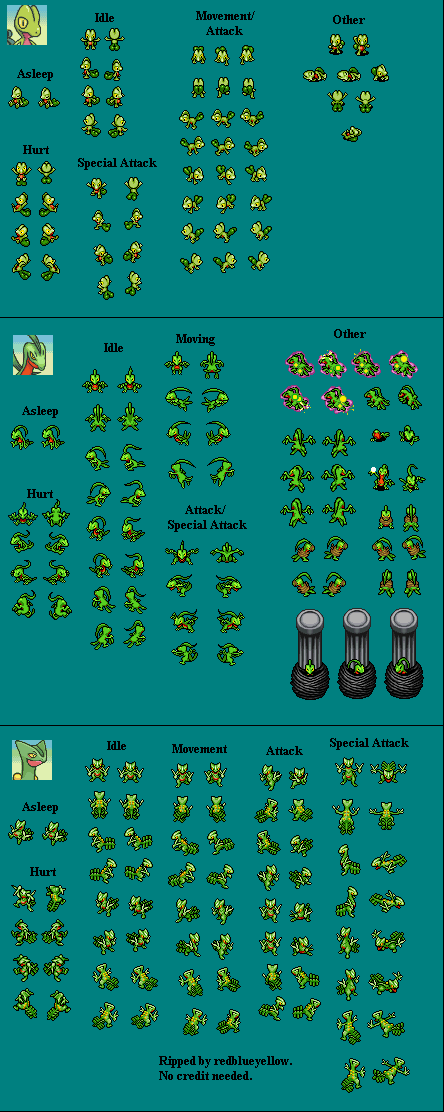 Idle
Movement/
Attack
Other
Asleep
Hurt
Special Attack
Idle
Moving
Other
Asleep
Hurt
Attack/
Special Attack
Idle
Movement
Attack
Special Attack
Asleep
Hurt
Ripped by redblueyellow.
No credit needed.